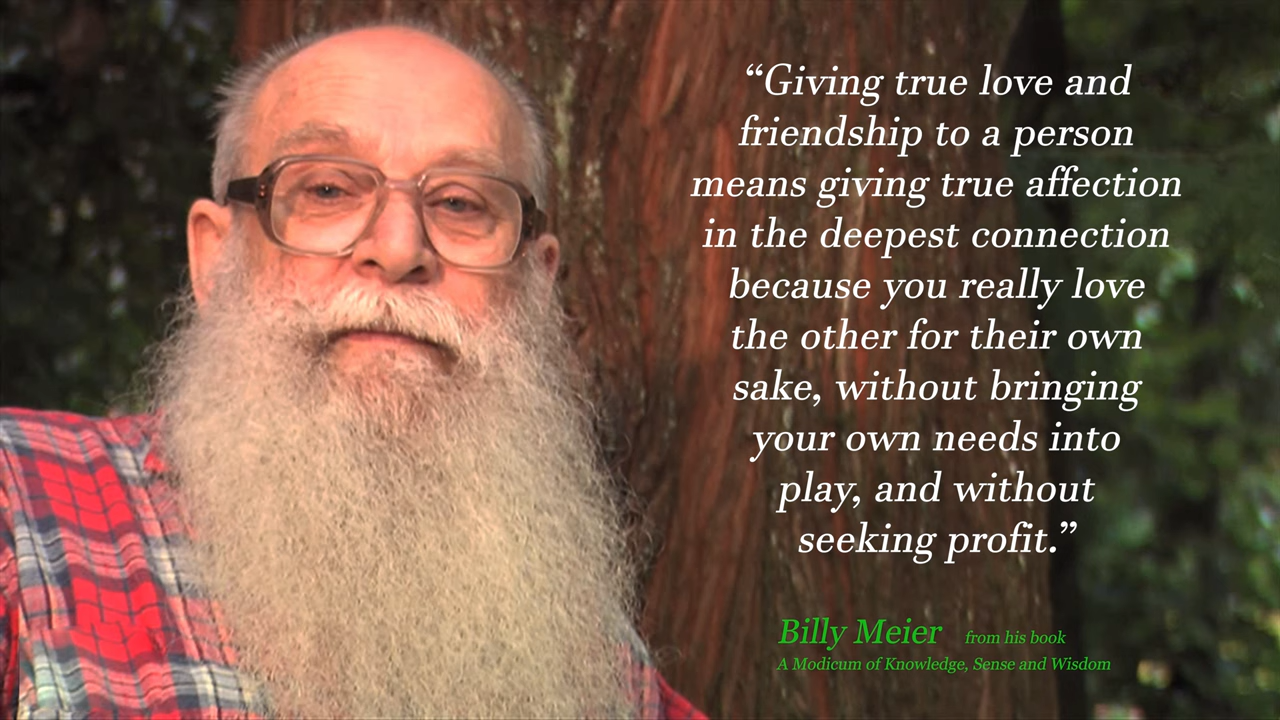 “Giving true love and
friendship to a person
means giving true affection
in the deepest connection
because you really love
the other for their own
sake, without bringing
your own needs into
play, and without
seeking profit.”
Billy Meier from his book
A Modicum of Knowledge, Sense and Wisdom